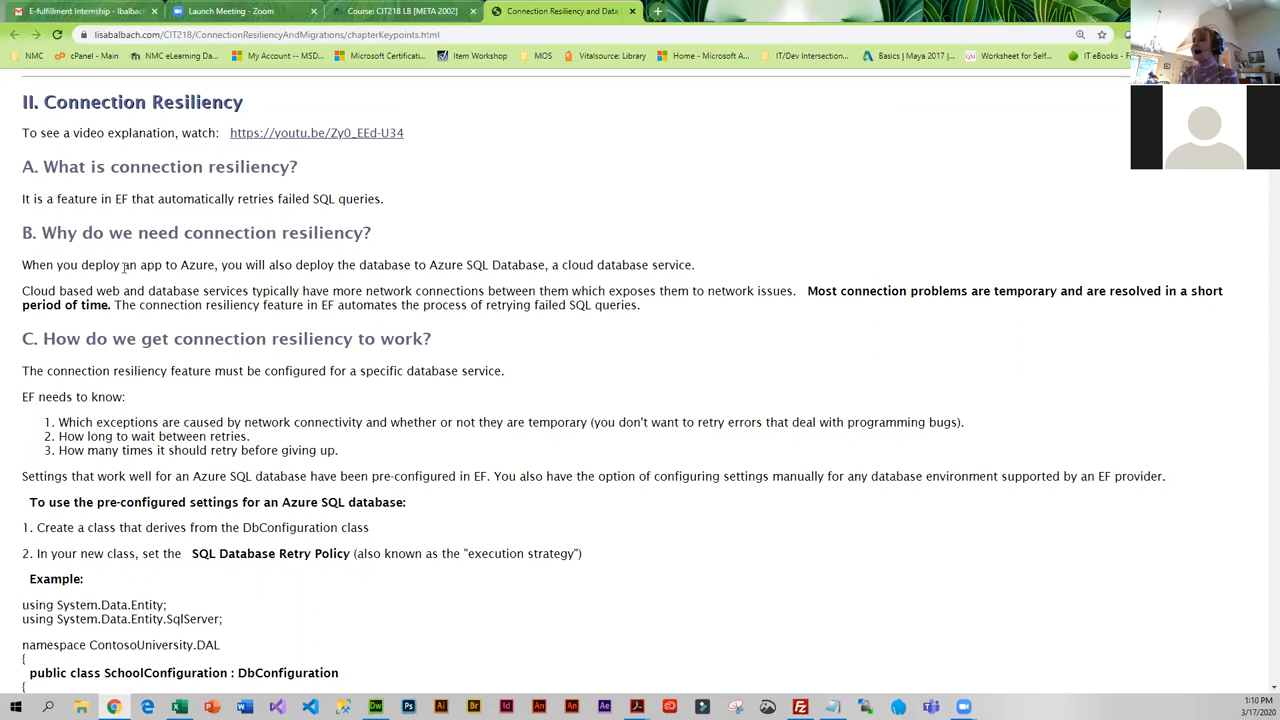 E-fulfillment Internship - lbalbach
Launch Meeting - Zoom
Course: CIT218 LB [META 2002]
Connection Resiliency and Data
lisabalbach.com/CIT218/ConnectionResiliencyAndMigrations/chapterKeypoints.html
NMC
cPanel - Main
NMC eLearning Da...
My Account -- MSD...
Microsoft Certificati...
Item Workshop
MOS
Vitalsource: Library
Home - Microsoft A...
IT/Dev Intersection...
Basics | Maya 2017 |...
QM
Worksheet for Self...
IT eBooks - F
II. Connection Resiliency
To see a video explanation, watch: https://youtu.be/Zy0_EEd-U34
A. What is connection resiliency?
It is a feature in EF that automatically retries failed SQL queries.
B. Why do we need connection resiliency?
When you deploy an app to Azure, you will also deploy the database to Azure SQL Database, a cloud database service.
Cloud based web and database services typically have more network connections between them which exposes them to network issues. Most connection problems are temporary and are resolved in a short
period of time. The connection resiliency feature in EF automates the process of retrying failed SQL queries.
C. How do we get connection resiliency to work?
The connection resiliency feature must be configured for a specific database service.
EF needs to know:
1. Which exceptions are caused by network connectivity and whether or not they are temporary (you don't want to retry errors that deal with programming bugs).
2. How long to wait between retries.
3. How many times it should retry before giving up.
Settings that work well for an Azure SQL database have been pre-configured in EF. You also have the option of configuring settings manually for any database environment supported by an EF provider.
To use the pre-configured settings for an Azure SQL database:
1. Create a class that derives from the DbConfiguration class
2. In your new class, set the SQL Database Retry Policy (also known as the "execution strategy")
Example:
using System.Data.Entity;
using System.Data.Entity.SqlServer;
namespace ContosoUniversity.DAL
{
public class SchoolConfiguration : DbConfiguration
{
1:10 PM
3/17/2020